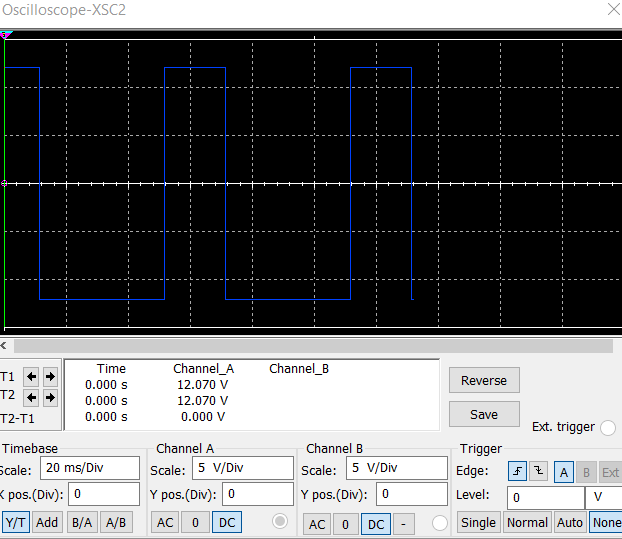 Oscilloscope-XSC2
Time Channel_A Channel_B
T1 0.000 s 12.070 V
T2 0.000 s 12.070 V
T2-T1 0.000 s 0.000 V
Reverse
Save
Ext. trigger
Timebase Channel A Channel B Trigger
Scale: 20 ms/Div Scale: 5 V/Div Scale: 5 V/Div Edge: A B Ext
X pos.(Div): 0 Y pos.(Div): 0 Y pos.(Div): 0 Level: 0 V
Y/T Add B/A A/B AC 0 DC AC 0 DC - Single Normal Auto None